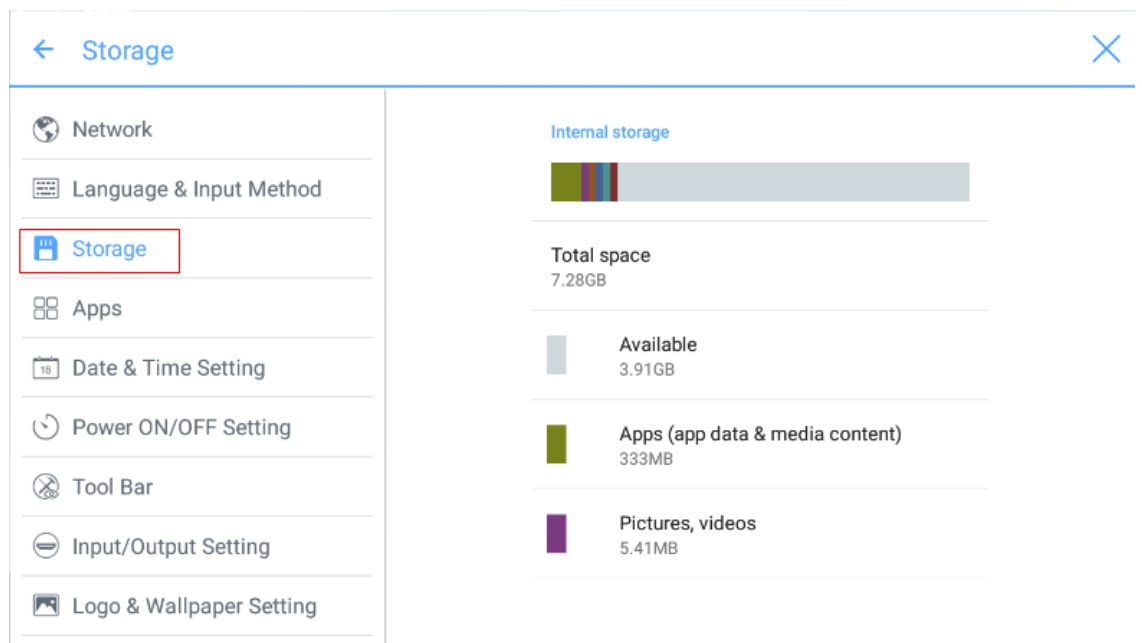 Storage
Network
Language & Input Method
Storage
Apps
18
Date & Time Setting
Power ON/OFF Setting
Tool Bar
Input/Output Setting
Logo & Wallpaper Setting
Internal storage
Total space
7.28GB
Available
3.91GB
Apps (app data & media content)
333MB
Pictures, videos
5.41MB